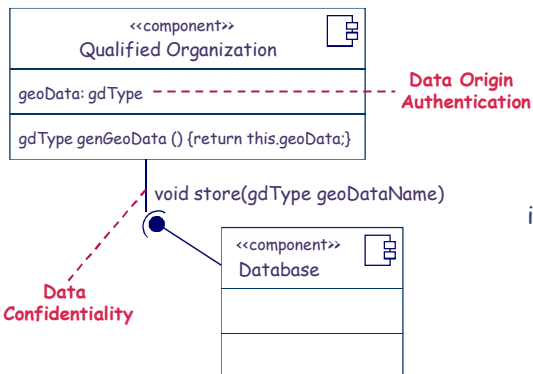 <<component>>
Qualified Organization
geoData: gdType
Data Origin
Authentication
gdType genGeoData () {return this.geoData;}
void store(gdType geoDataName)
i
<<component>>
Database
Data
Confidentiality